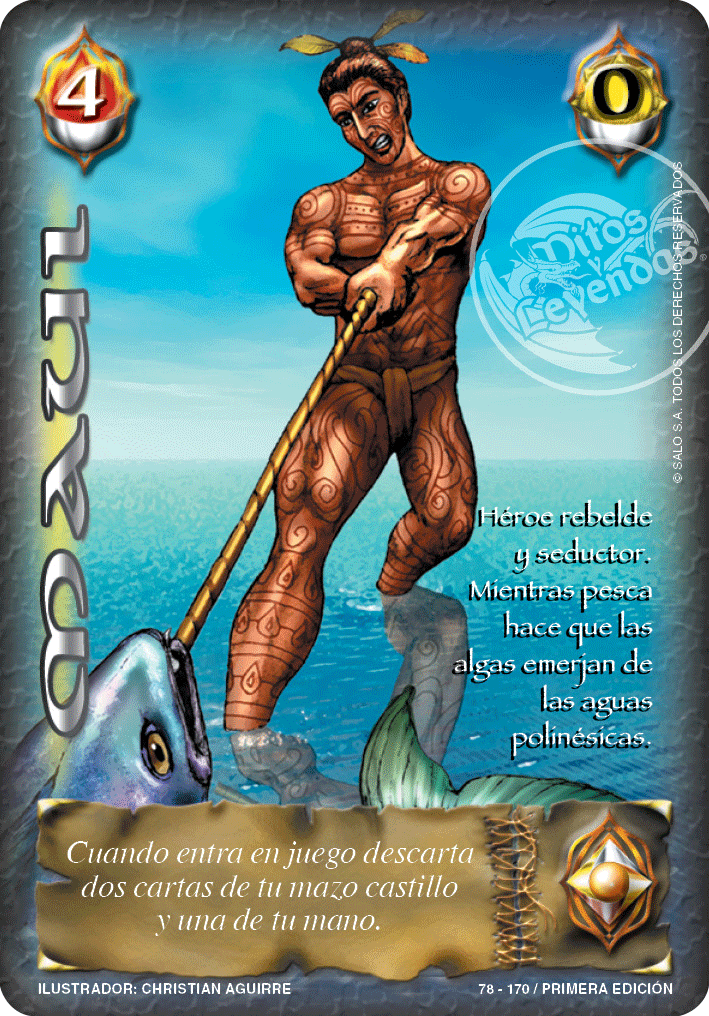 4
0
MAUI
Mitos
y
Leyendas
®
© SALO S.A. TODOS LOS DERECHOS RESERVADOS
Héroe rebelde
y seductor.
Mientras pesca
hace que las
algas emerjan de
las aguas
polinésicas.
Cuando entra en juego descarta
dos cartas de tu mazo castillo
y una de tu mano.
ILUSTRADOR: CHRISTIAN AGUIRRE
78 - 170 / PRIMERA EDICIÓN